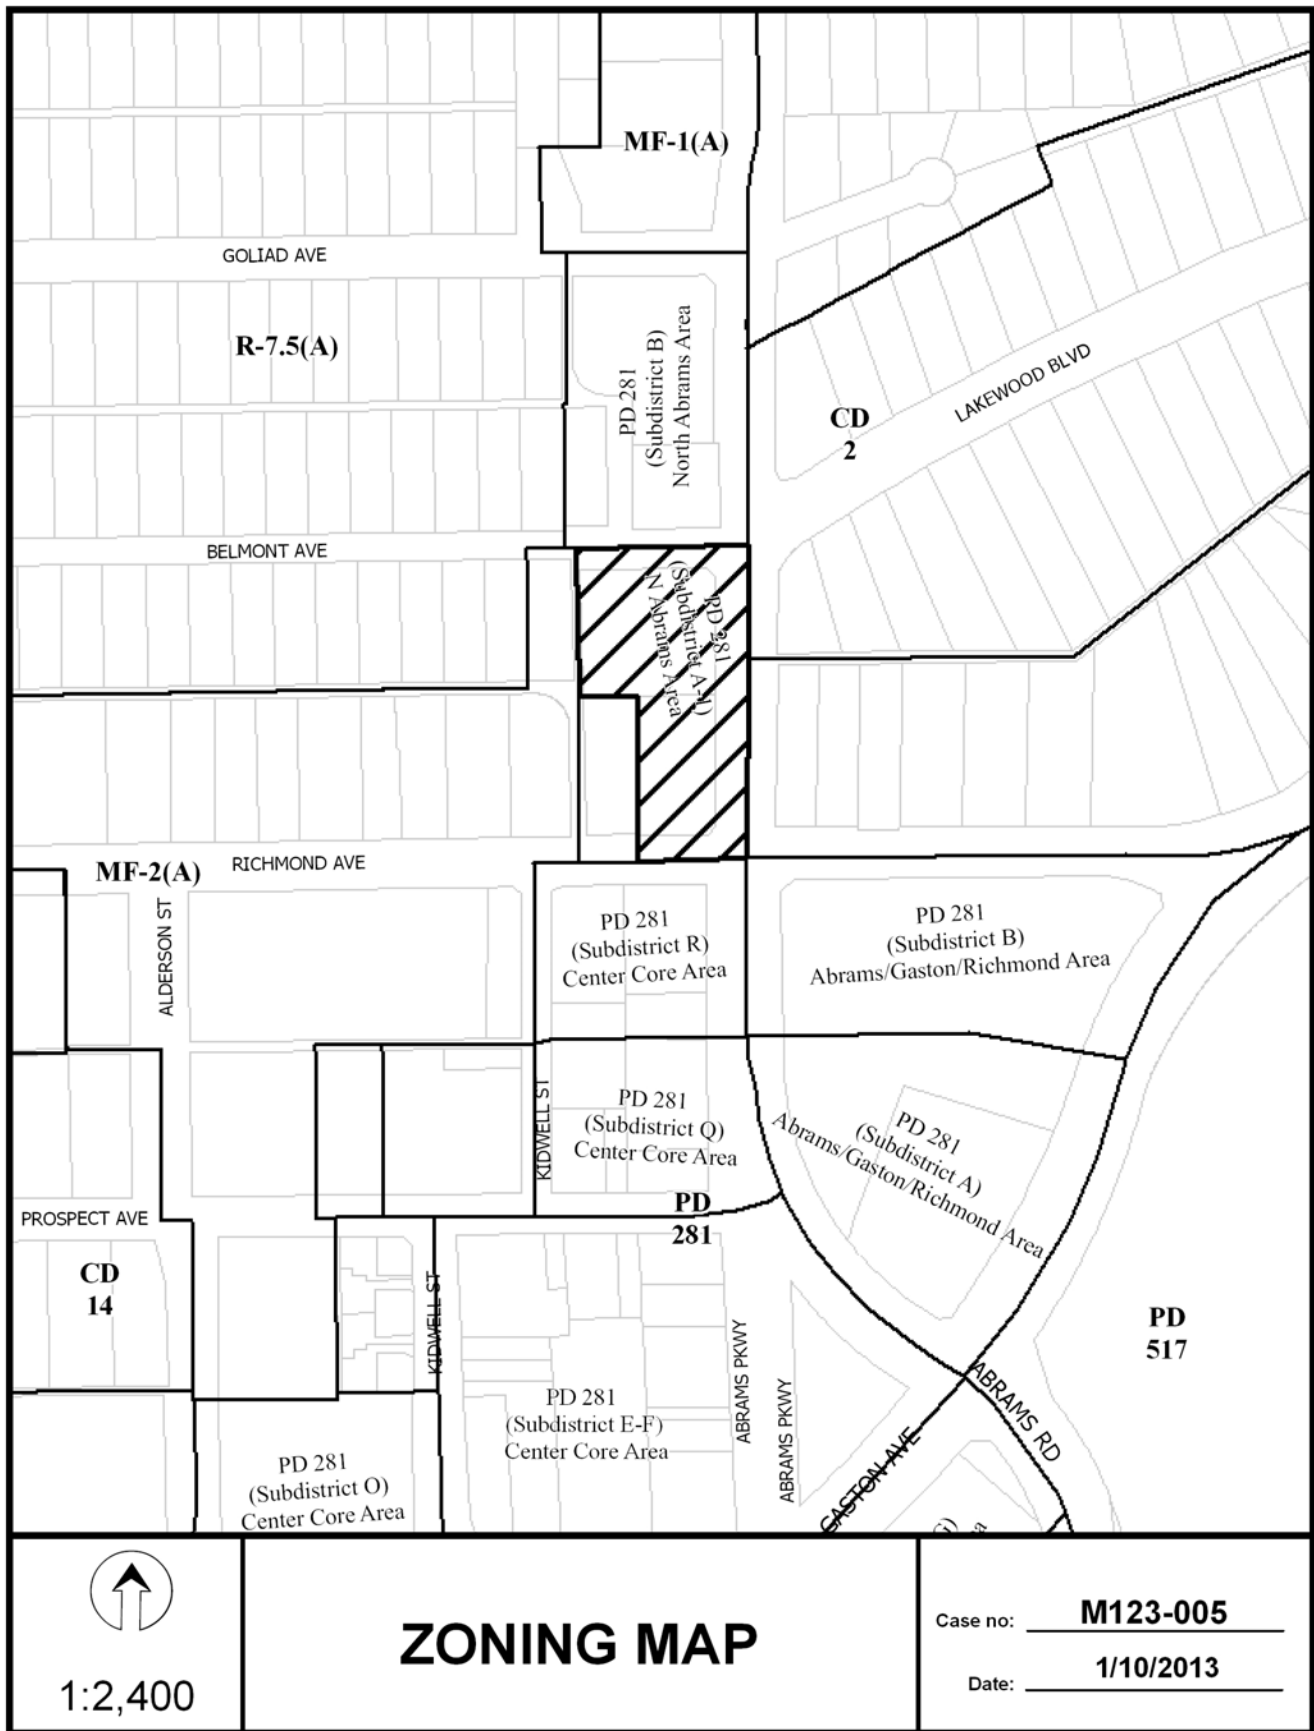 MF-1(A)
GOLIAD AVE
R-7.5(A)
PD 281
(Subdistrict B)
North Abrams Area
LAKEWOOD BLVD
CD
2
BELMONT AVE
PD 281
(Subdistrict A-1)
N Abrams Area
MF-2(A)
RICHMOND AVE
ALDERSON ST
PD 281
(Subdistrict R)
Center Core Area
PD 281
(Subdistrict B)
Abrams/Gaston/Richmond Area
KIDWELL ST
PD 281
(Subdistrict Q)
Center Core Area
PD 281
(Subdistrict A)
Abrams/Gaston/Richmond Area
PROSPECT AVE
PD
281
CD
14
KIDWELL ST
PD
517
ABRAMS PKWY
ABRAMS PKWY
ABRAMS RD
PD 281
(Subdistrict E-F)
Center Core Area
GASTON AVE
PD 281
(Subdistrict O)
Center Core Area
G)
a
1:2,400
ZONING MAP
Case no: M123-005
Date: 1/10/2013